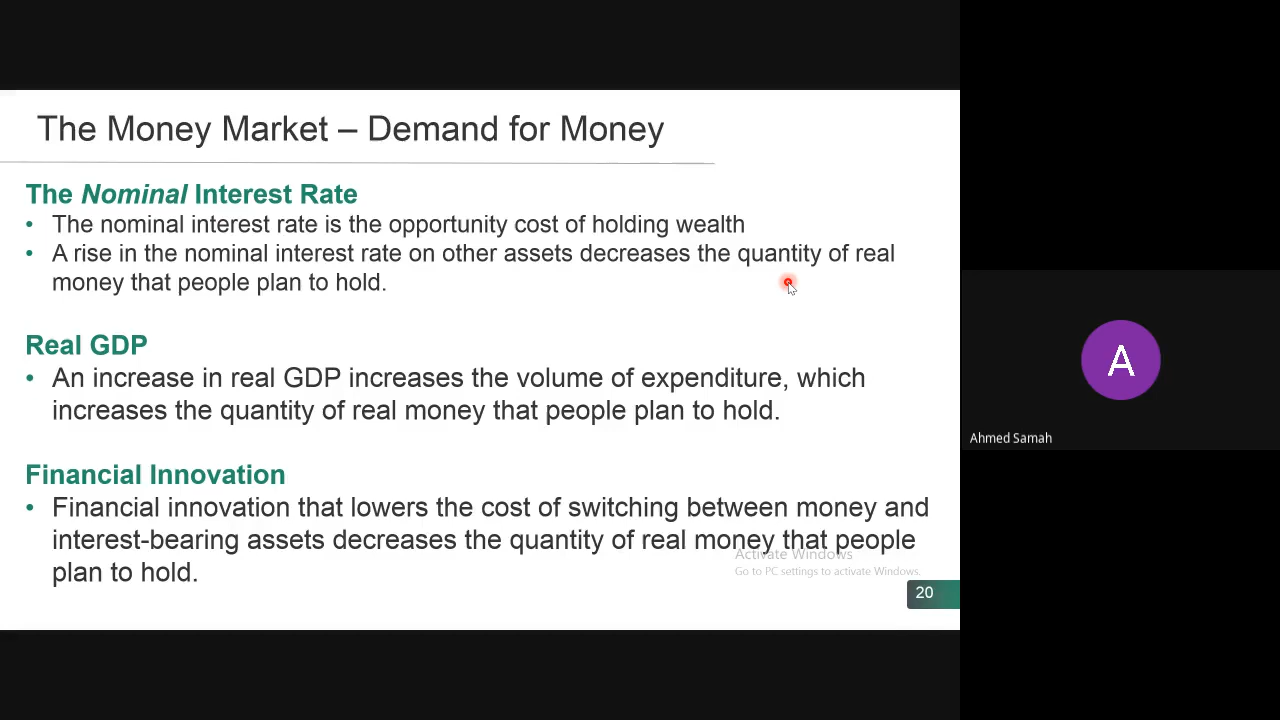 The Money Market – Demand for Money
The Nominal Interest Rate
• The nominal interest rate is the opportunity cost of holding wealth
• A rise in the nominal interest rate on other assets decreases the quantity of real
money that people plan to hold.
Real GDP
• An increase in real GDP increases the volume of expenditure, which
increases the quantity of real money that people plan to hold.
Financial Innovation
• Financial innovation that lowers the cost of switching between money and
interest-bearing assets decreases the quantity of real money that people
plan to hold.
Activate Windows
Go to PC settings to activate Windows.
20
A
Ahmed Samah